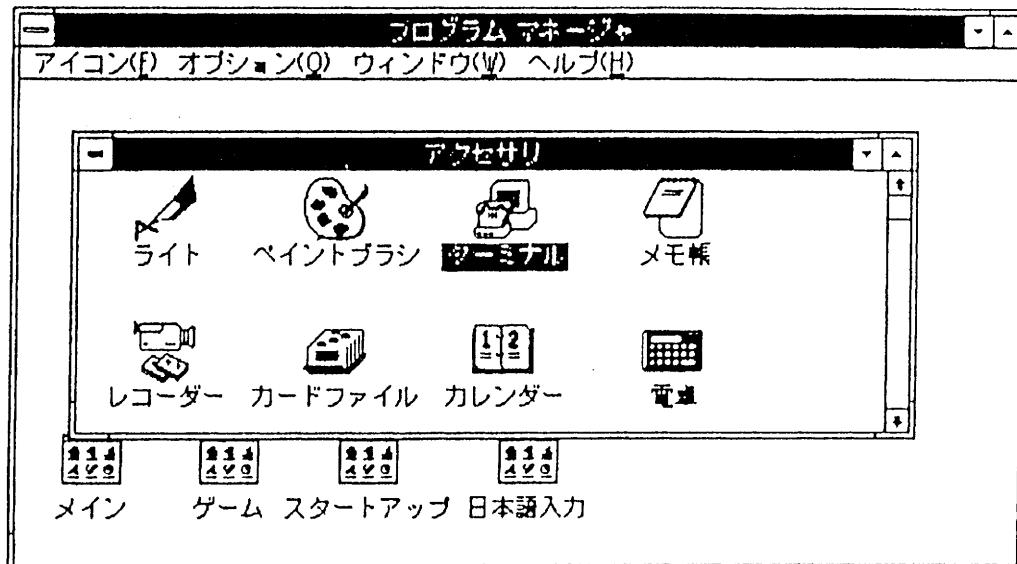 プログラム マネージャ
アイコン(F) オプション(O) ウィンドウ(W) ヘルプ(H)
アクセサリ
ライト ペイントブラシ ターミナル メモ帳
1 2
レコーダー カードファイル カレンダー 電卓
メイン ゲーム スタートアップ 日本語入力